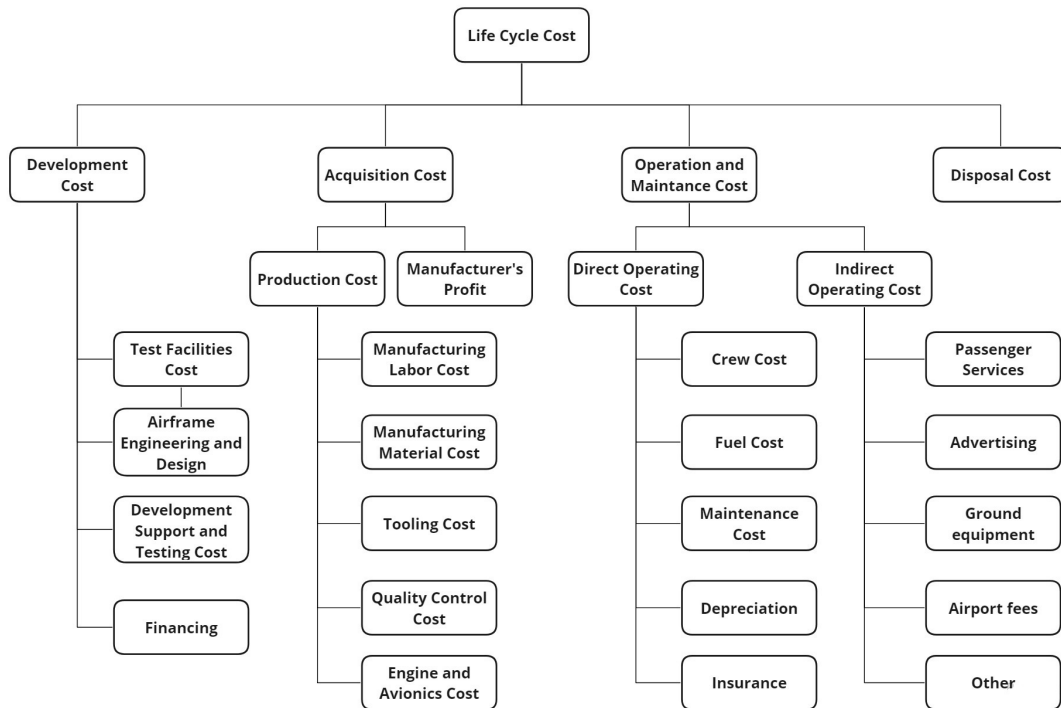 Life Cycle Cost
Development
Cost
Acquisition Cost
Operation and
Maintance Cost
Disposal Cost
Production Cost
Manufacturer's
Profit
Direct Operating
Cost
Indirect
Operating Cost
Test Facilities
Cost
Airframe
Engineering and
Design
Development
Support and
Testing Cost
Financing
Manufacturing
Labor Cost
Manufacturing
Material Cost
Tooling Cost
Quality Control
Cost
Engine and
Avionics Cost
Crew Cost
Fuel Cost
Maintenance
Cost
Depreciation
Insurance
Passenger
Services
Advertising
Ground
equipment
Airport fees
Other